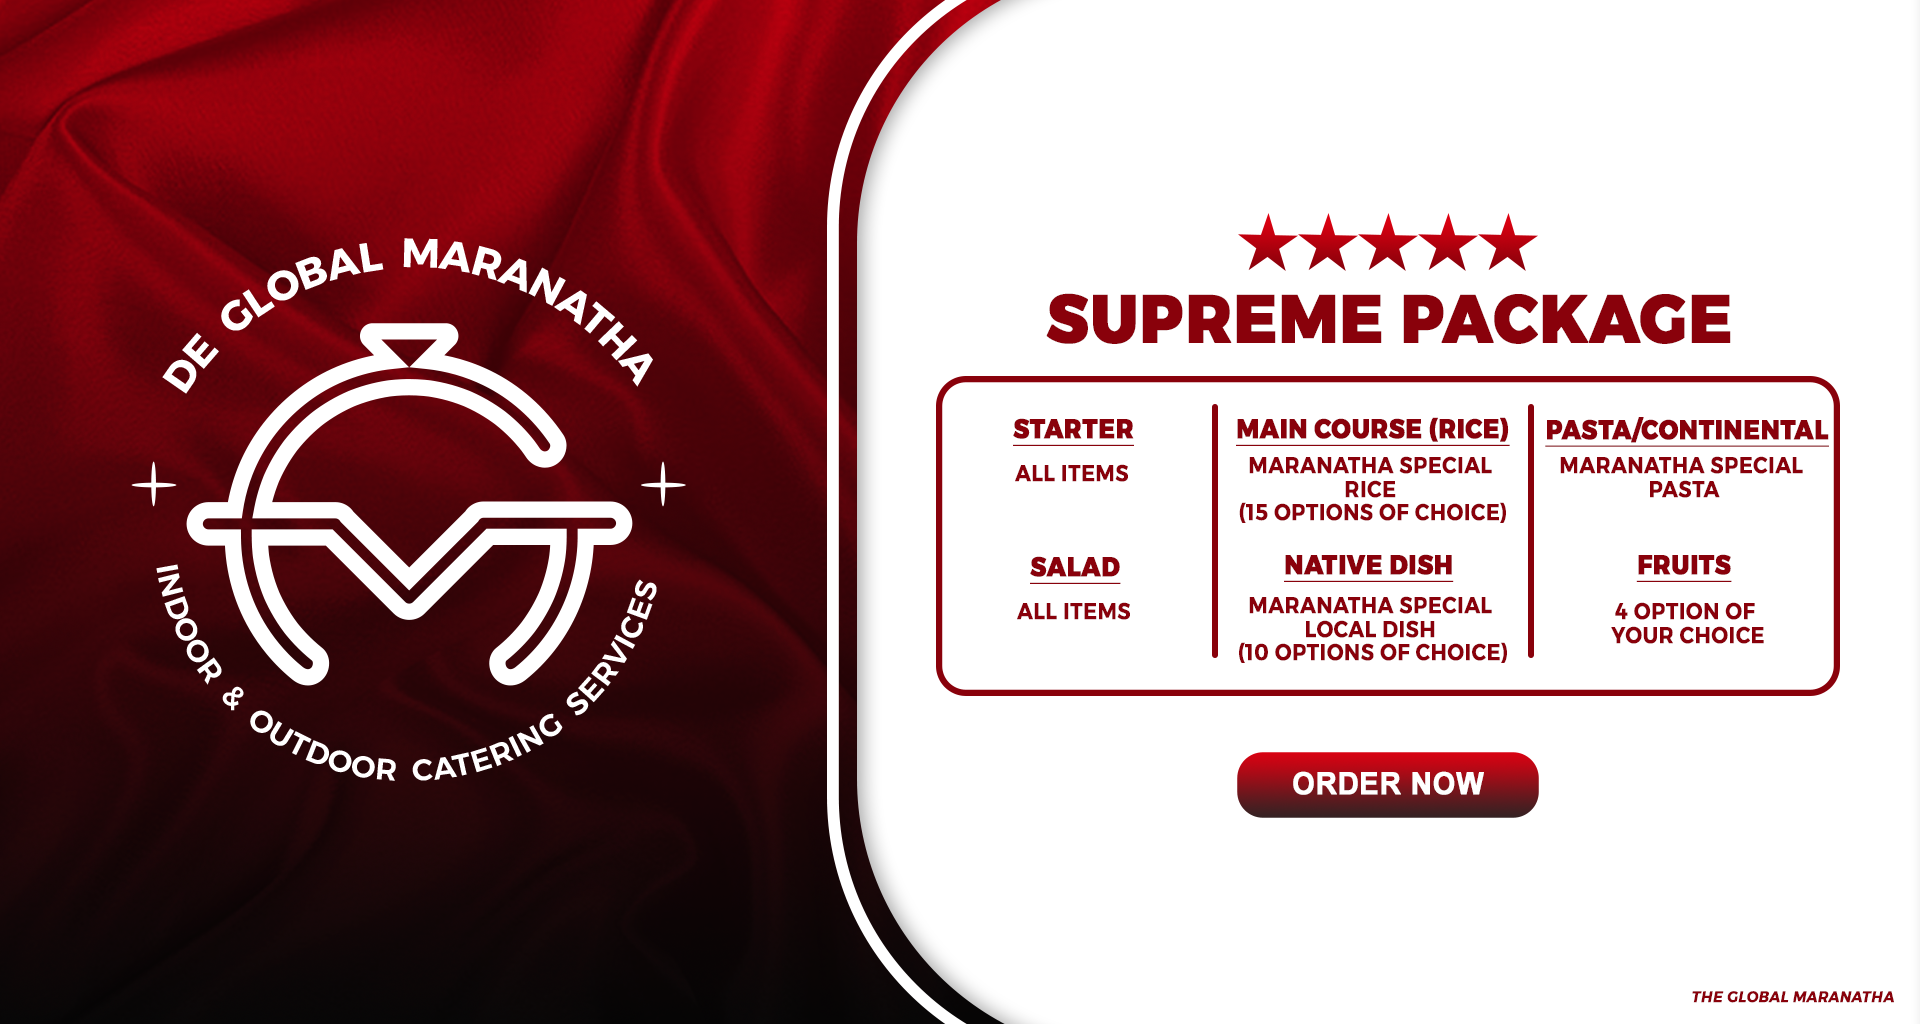 DE GLOBAL MARANATHA
INDOOR & OUTDOOR CATERING SERVICES
SUPREME PACKAGE
STARTER
ALL ITEMS
MAIN COURSE (RICE)
MARANATHA SPECIAL
RICE
(15 OPTIONS OF CHOICE)
PASTA/CONTINENTAL
MARANATHA SPECIAL
PASTA
SALAD
ALL ITEMS
NATIVE DISH
MARANATHA SPECIAL
LOCAL DISH
(10 OPTIONS OF CHOICE)
FRUITS
4 OPTION OF
YOUR CHOICE
ORDER NOW
THE GLOBAL MARANATHA